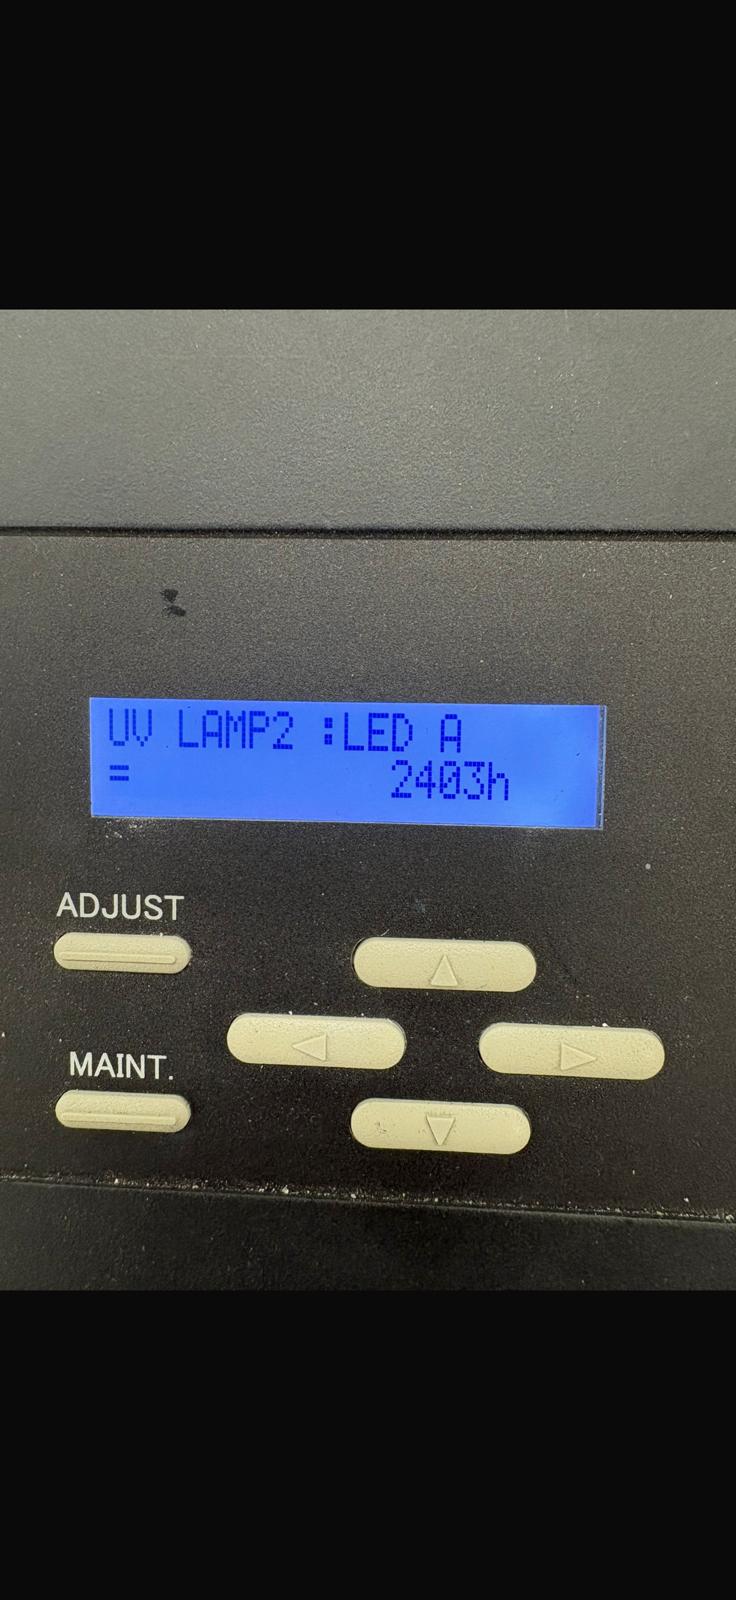 UV LAMP2 :LED A
= 2403h
ADJUST
MAINT.